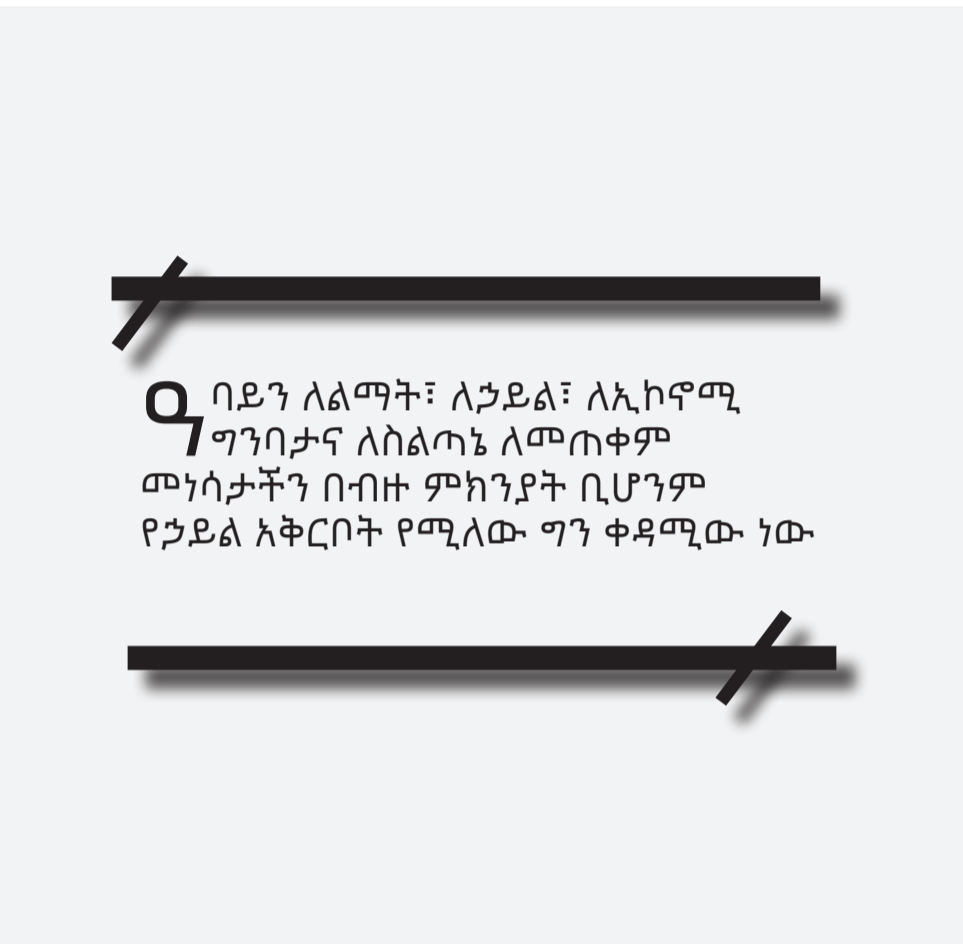 ዓባይን ለልማት፣ ለኃይል፣ ለኢኮኖሚ
ግንባታና ለስልጣኔ ለመጠቀም
መነሳታችን በብዙ ምክንያት ቢሆንም
የኃይል አቅርቦት የሚለው ግን ቀዳሚው ነው